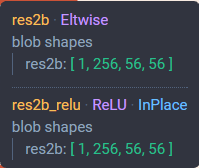 res2b · Eltwise
blob shapes
res2b: [ 1, 256, 56, 56 ]
res2b_relu · ReLU · InPlace
blob shapes
res2b: [ 1, 256, 56, 56 ]